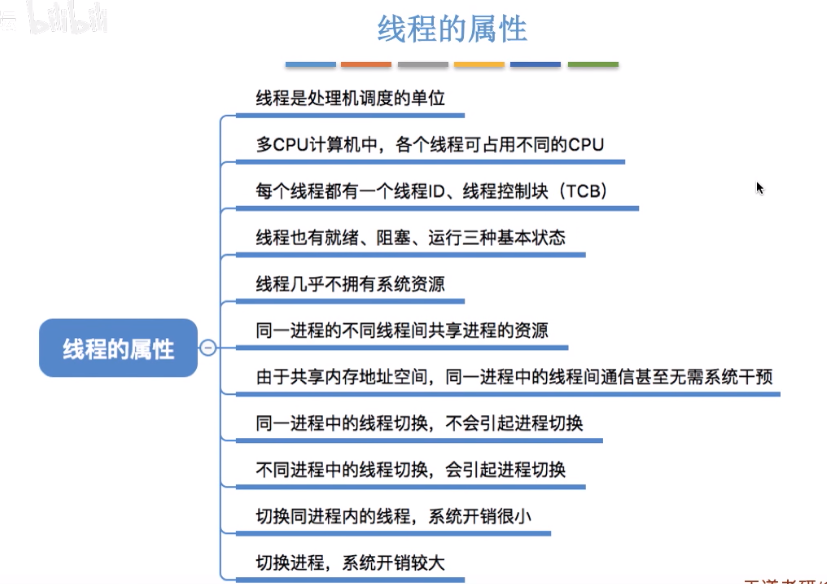 bilibili
线程的属性
线程是处理机调度的单位
多CPU计算机中，各个线程可占用不同的CPU
每个线程都有一个线程ID、线程控制块（TCB）
线程也有就绪、阻塞、运行三种基本状态
线程几乎不拥有系统资源
同一进程的不同线程间共享进程的资源
线程的属性
由于共享内存地址空间，同一进程中的线程间通信甚至无需系统干预
同一进程中的线程切换，不会引起进程切换
不同进程中的线程切换，会引起进程切换
切换同进程内的线程，系统开销很小
切换进程，系统开销较大